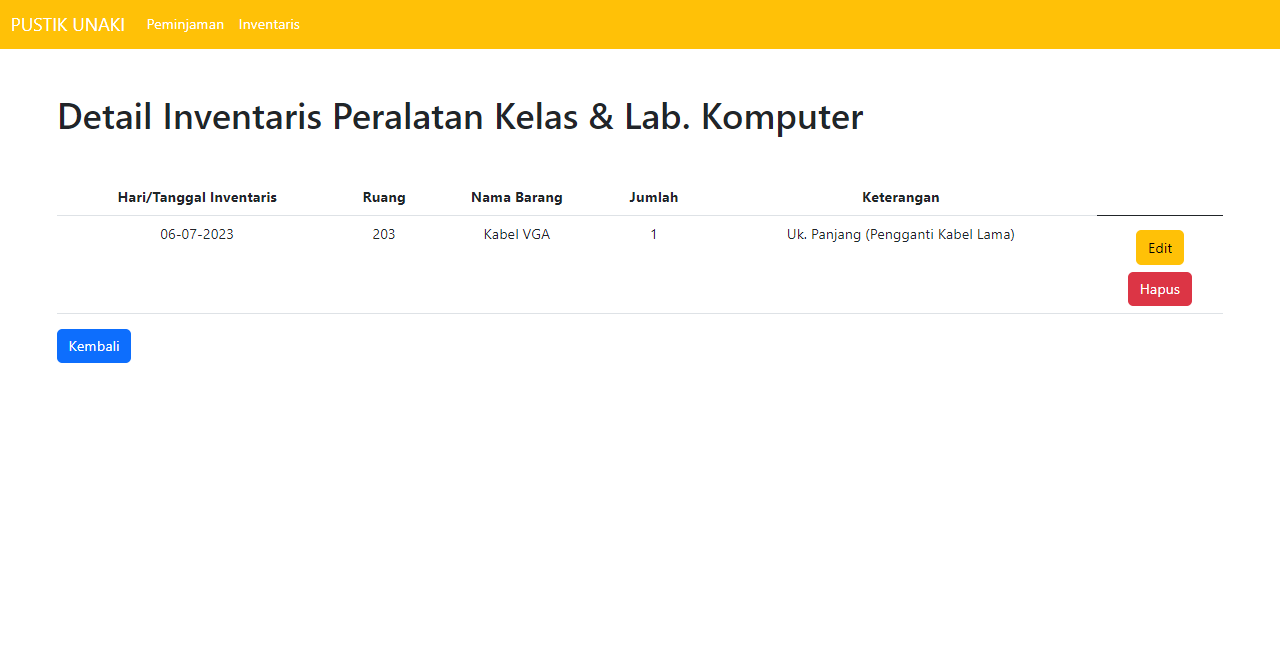 PUSTIK UNAKI Peminjaman Inventaris
Detail Inventaris Peralatan Kelas & Lab. Komputer
Hari/Tanggal Inventaris Ruang Nama Barang Jumlah Keterangan
06-07-2023 203 Kabel VGA 1 Uk. Panjang (Pengganti Kabel Lama) Edit
Hapus
Kembali